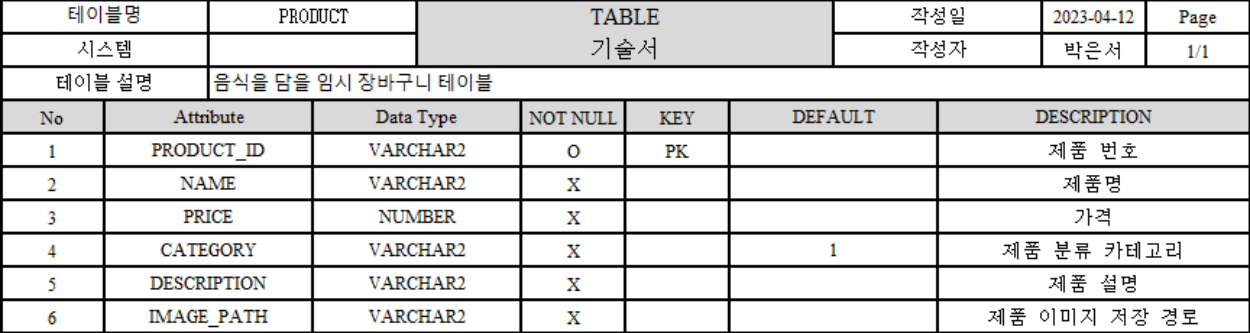 테이블명 PRODUCT TABLE 작성일 2023-04-12 Page
시스템 기술서 작성자 박은서 1/1
테이블 설명 음식을 담을 임시 장바구니 테이블
No Attribute Data Type NOT NULL KEY DEFAULT DESCRIPTION
1 PRODUCT_ID VARCHAR2 O PK 제품 번호
2 NAME VARCHAR2 X 제품명
3 PRICE NUMBER X 가격
4 CATEGORY VARCHAR2 X 1 제품 분류 카테고리
5 DESCRIPTION VARCHAR2 X 제품 설명
6 IMAGE_PATH VARCHAR2 X 제품 이미지 저장 경로